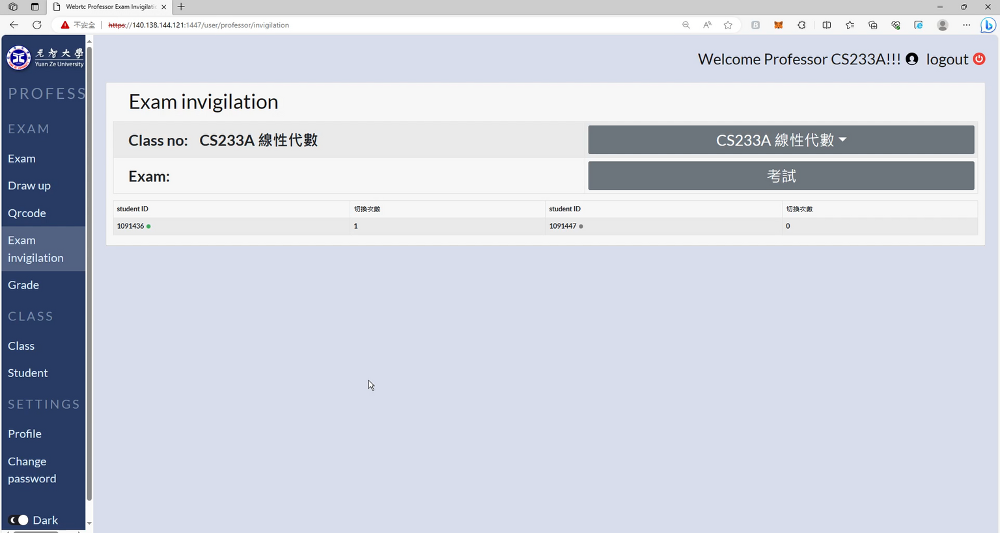 Webrtc Professor Exam Invigilati
不安全
https://140.138.144.121:1447/user/professor/invigilation
元智大學
Yuan Ze University
Welcome Professor CS233A!!! logout
PROFESS
EXAM
Exam
Draw up
Qrcode
Exam
invigilation
Grade
CLASS
Class
Student
SETTINGS
Profile
Change
password
Dark
Exam invigilation
Class no: CS233A 線性代數 CS233A 線性代數
Exam: 考試
student ID 切換次數 student ID 切換次數
1091436 1 1091447 0